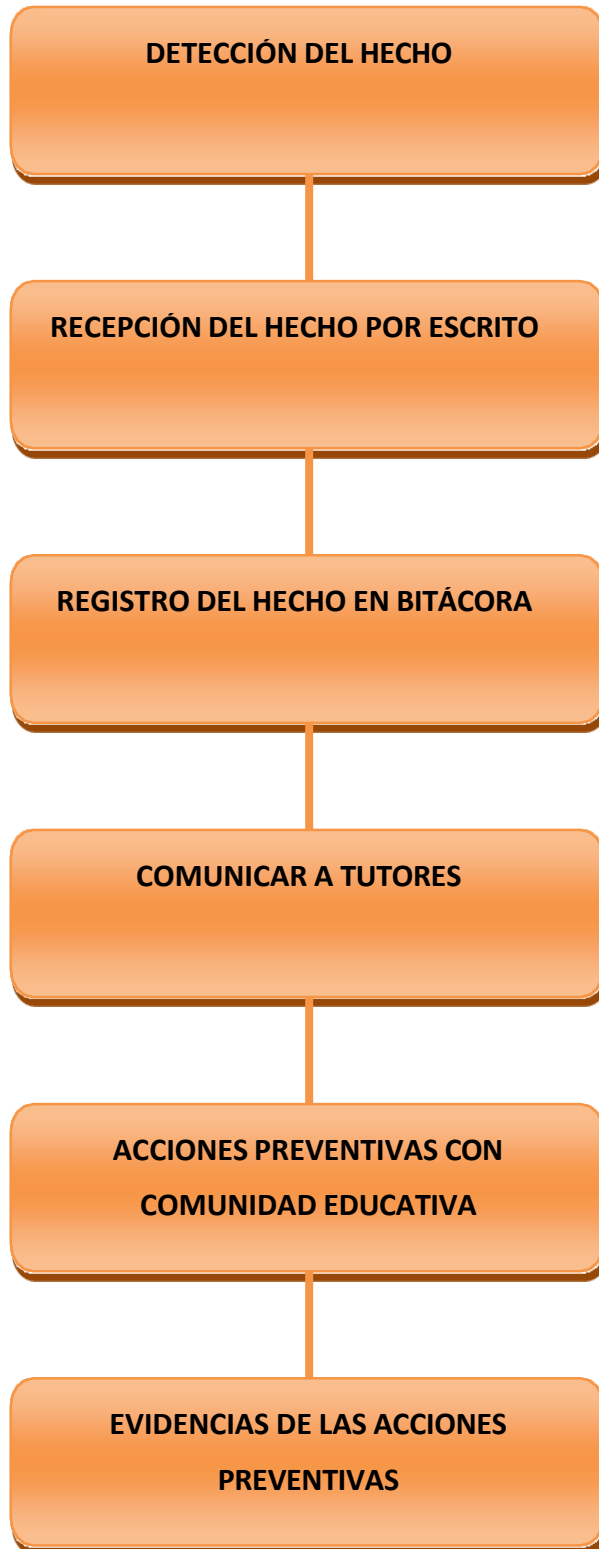 DETECCIÓN DEL HECHO
RECEPCIÓN DEL HECHO POR ESCRITO
REGISTRO DEL HECHO EN BITÁCORA
COMUNICAR A TUTORES
ACCIONES PREVENTIVAS CON
COMUNIDAD EDUCATIVA
EVIDENCIAS DE LAS ACCIONES
PREVENTIVAS